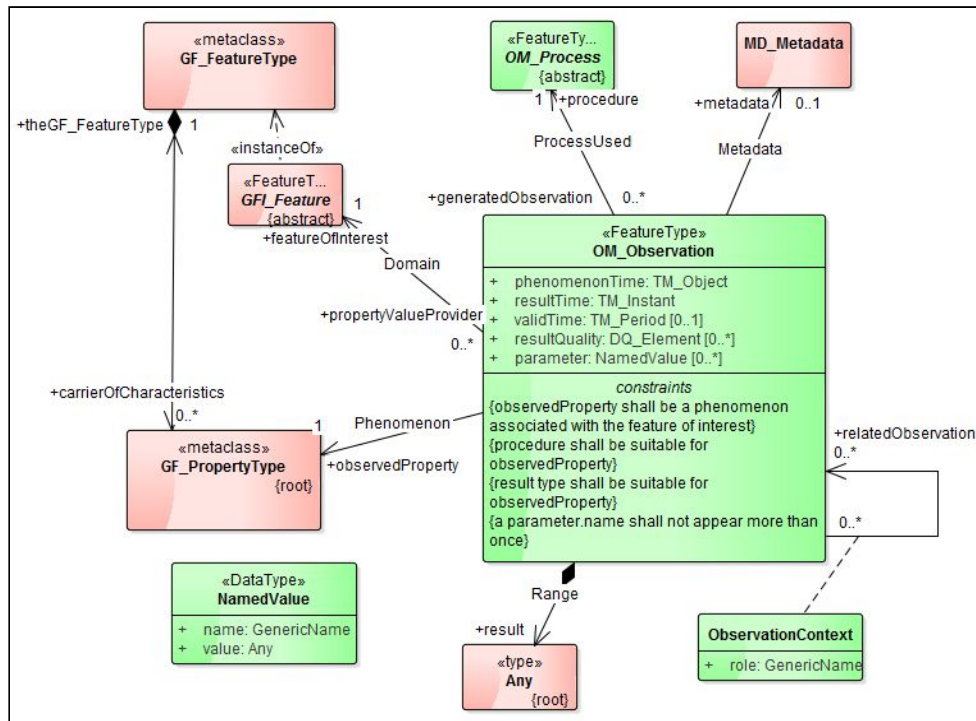 «metaclass»
GF_FeatureType
«FeatureTy...
OM_Process
{abstract}
MD_Metadata
+theGF_FeatureType
1
1
+procedure
+metadata
0..1
«instanceOf»
ProcessUsed
Metadata
«FeatureT...
GFI_Feature
{abstract}
1
+featureOfInterest
+generatedObservation
0..*
Domain
+propertyValueProvider
0..*
«FeatureType»
OM_Observation
+ phenomenonTime: TM_Object
+ resultTime: TM_Instant
+ validTime: TM_Period [0..1]
+ resultQuality: DQ_Element [0..*]
+ parameter: NamedValue [0..*]
constraints
{observedProperty shall be a phenomenon
associated with the feature of interest}
{procedure shall be suitable for
observedProperty}
{result type shall be suitable for
observedProperty}
{a parameter.name shall not appear more than
once}
+carrierOfCharacteristics
0..*
1
Phenomenon
+observedProperty
«metaclass»
GF_PropertyType
{root}
+relatedObservation
0..*
0..*
«DataType»
NamedValue
+ name: GenericName
+ value: Any
Range
+result
«type»
Any
{root}
ObservationContext
+ role: GenericName